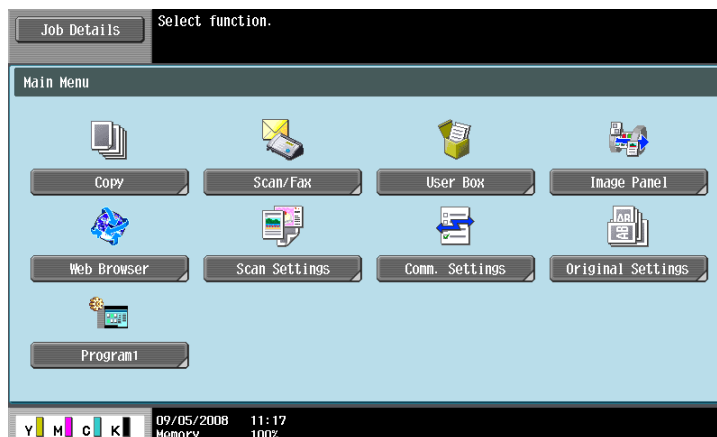 Job Details
Select function.
Main Menu
Copy
Scan/Fax
User Box
Image Panel
Web Browser
Scan Settings
Comm. Settings
Original Settings
Program1
Y M C K
09/05/2008 11:17
Memory 100%